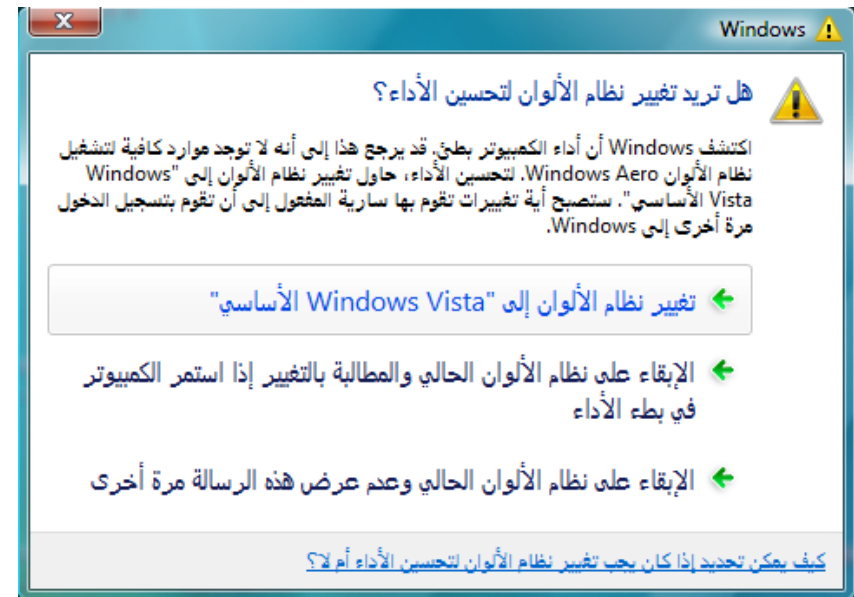 Windows
هل تريد تغيير نظام الألوان لتحسين الأداء؟
اكتشف Windows أن أداء الكمبيوتر بطئ. قد يرجع هذا إلى أنه لا توجد موارد كافية لتشغيل
نظام الألوان Windows Aero. لتحسين الأداء، حاول تغيير نظام الألوان إلى "Windows
Vista الأساسي". ستصبح أية تغييرات تقوم بها سارية المفعول إلى أن تقوم بتسجيل الدخول
مرة أخرى إلى Windows.
تغيير نظام الألوان إلى "Windows Vista الأساسي"
الإبقاء على نظام الألوان الحالي والمطالبة بالتغيير إذا استمر الكمبيوتر
في بطء الأداء
الإبقاء على نظام الألوان الحالي وعدم عرض هذه الرسالة مرة أخرى
كيف يمكن تحديد إذا كان يجب تغيير نظام الألوان لتحسين الأداء أم لا؟